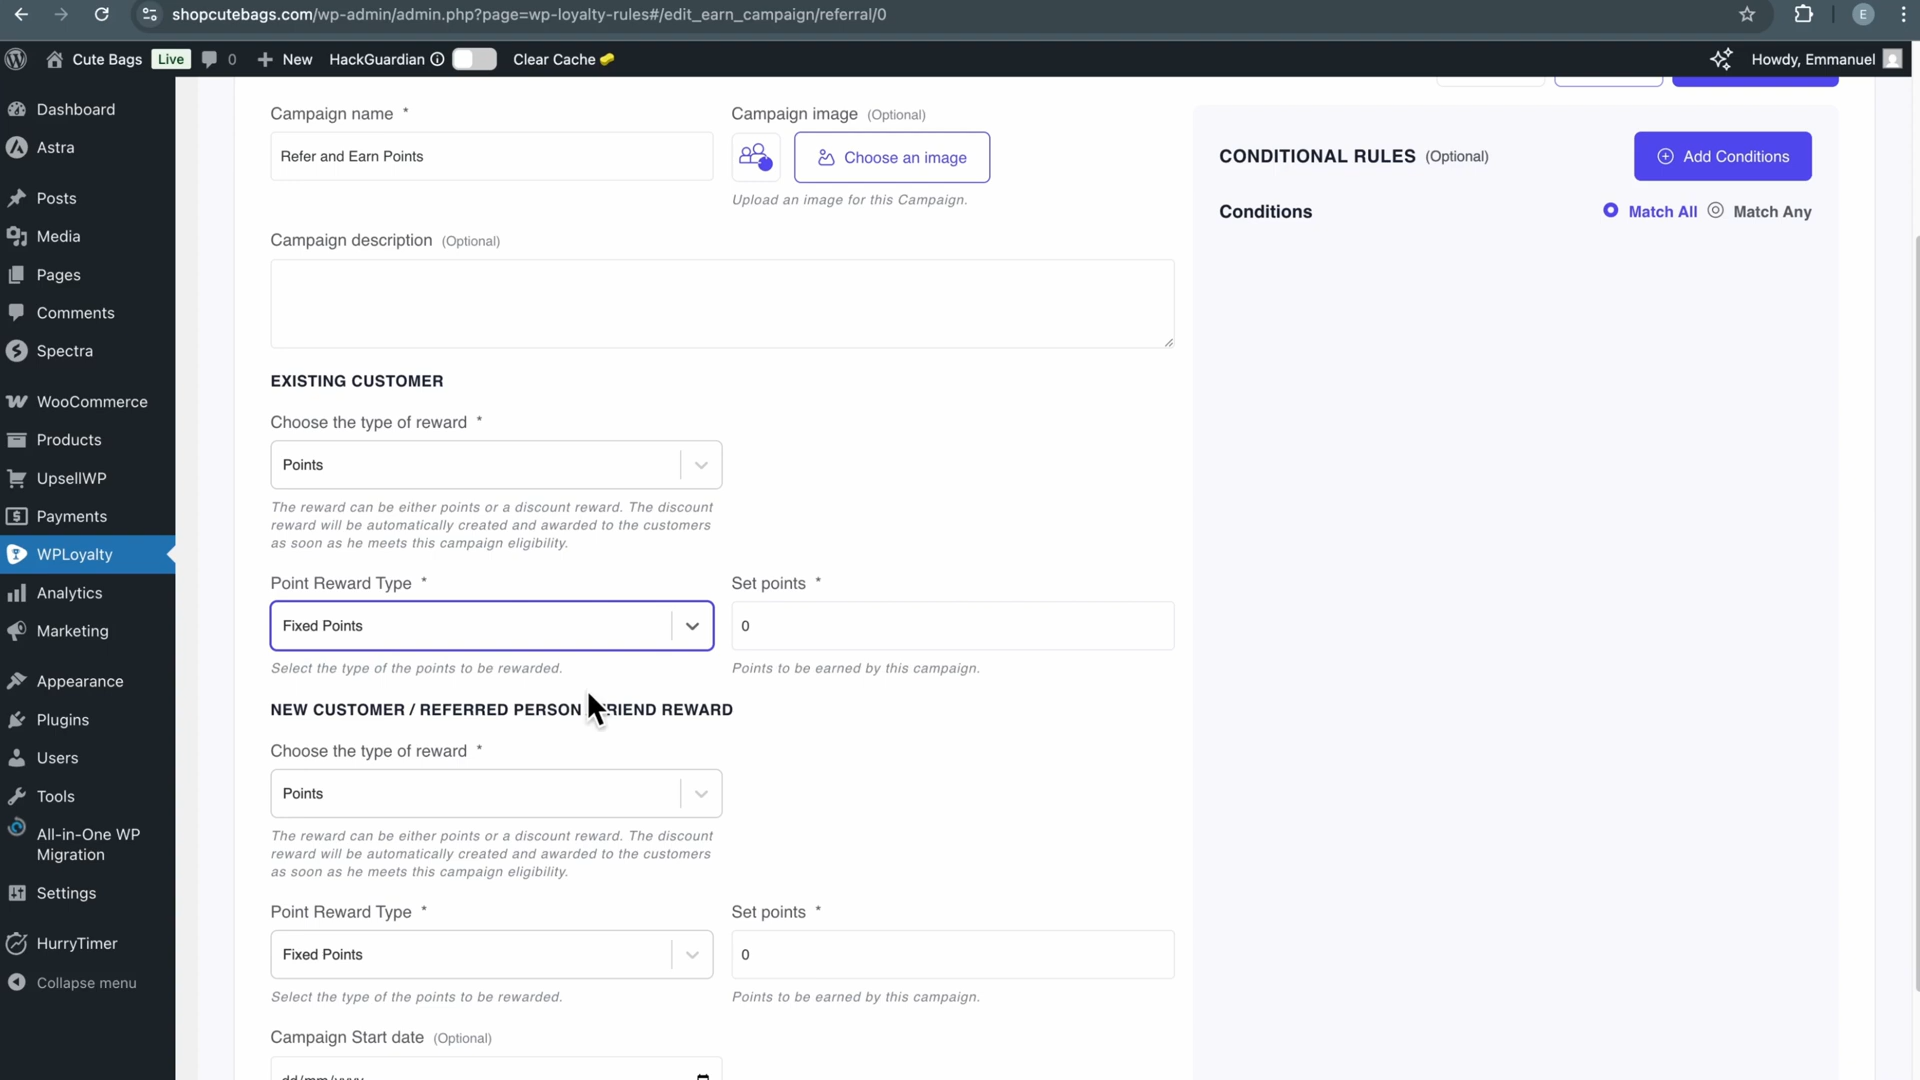 shopcutebags.com/wp-admin/admin.php?page=wp-loyalty-rules#/edit_earn_campaign/referral/0
E
Cute Bags Live 0 New HackGuardian Clear Cache
Howdy, Emmanuel
Dashboard
Astra
Posts
Media
Pages
Comments
Spectra
WooCommerce
Products
UpsellWP
Payments
WPLoyalty
Analytics
Marketing
Appearance
Plugins
Users
Tools
All-in-One WP
Migration
Settings
HurryTimer
Collapse menu
Campaign name *
Refer and Earn Points
Campaign image (Optional)
Choose an image
Upload an image for this Campaign.
Campaign description (Optional)
EXISTING CUSTOMER
Choose the type of reward *
Points
The reward can be either points or a discount reward. The discount
reward will be automatically created and awarded to the customers
as soon as he meets this campaign eligibility.
Point Reward Type *
Fixed Points
Select the type of the points to be rewarded.
Set points *
0
Points to be earned by this campaign.
NEW CUSTOMER / REFERRED PERSON RIEND REWARD
Choose the type of reward *
Points
The reward can be either points or a discount reward. The discount
reward will be automatically created and awarded to the customers
as soon as he meets this campaign eligibility.
Point Reward Type *
Fixed Points
Select the type of the points to be rewarded.
Set points *
0
Points to be earned by this campaign.
Campaign Start date (Optional)
dd/mm/yyyy
CONDITIONAL RULES (Optional)
Add Conditions
Conditions
Match All Match Any